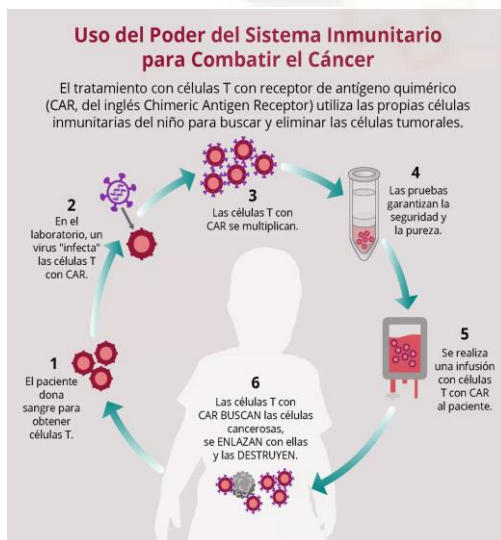 Uso del Poder del Sistema Inmunitario
para Combatir el Cáncer
El tratamiento con células T con receptor de antígeno quimérico
(CAR, del inglés Chimeric Antigen Receptor) utiliza las propias células
inmunitarias del niño para buscar y eliminar las células tumorales.
1
El paciente
dona
sangre para
obtener
células T.
2
En el
laboratorio, un
virus "infecta"
las células T
con CAR.
3
Las células T con
CAR se multiplican.
4
Las pruebas
garantizan la
seguridad y
la pureza.
5
Se realiza
una infusión
con células
T con CAR
al paciente.
6
Las células T con
CAR BUSCAN las células
cancerosas,
se ENLAZAN con ellas
y las DESTRUYEN.